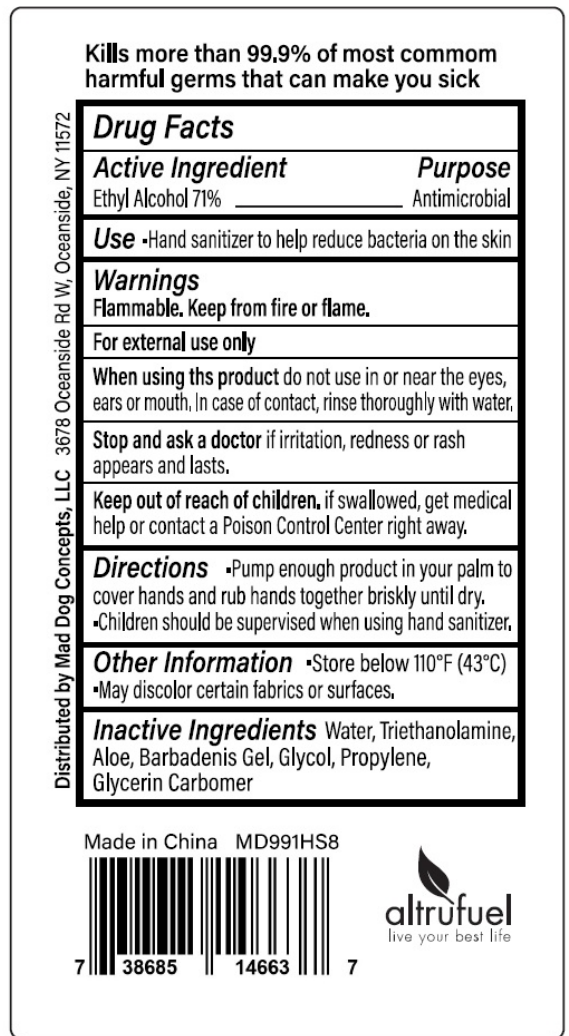 Kills more than 99.9% of most commom
harmful germs that can make you sick
Distributed by Mad Dog Concepts, LLC 3678 Oceanside Rd W, Oceanside, NY 11572
Drug Facts
Active Ingredient Purpose
Ethyl Alcohol 71% ____________________ Antimicrobial
Use ▪Hand sanitizer to help reduce bacteria on the skin
Warnings
Flammable. Keep from fire or flame.
For external use only
When using ths product do not use in or near the eyes,
ears or mouth. In case of contact, rinse thoroughly with water.
Stop and ask a doctor if irritation, redness or rash
appears and lasts.
Keep out of reach of children. if swallowed, get medical
help or contact a Poison Control Center right away.
Directions ▪Pump enough product in your palm to
cover hands and rub hands together briskly until dry.
▪Children should be supervised when using hand sanitizer.
Other Information ▪Store below 110°F (43°C)
▪May discolor certain fabrics or surfaces.
Inactive Ingredients Water, Triethanolamine,
Aloe, Barbadenis Gel, Glycol, Propylene,
Glycerin Carbomer
Made in China MD991HS8
7 38685 14663 7
altrufuel
live your best life